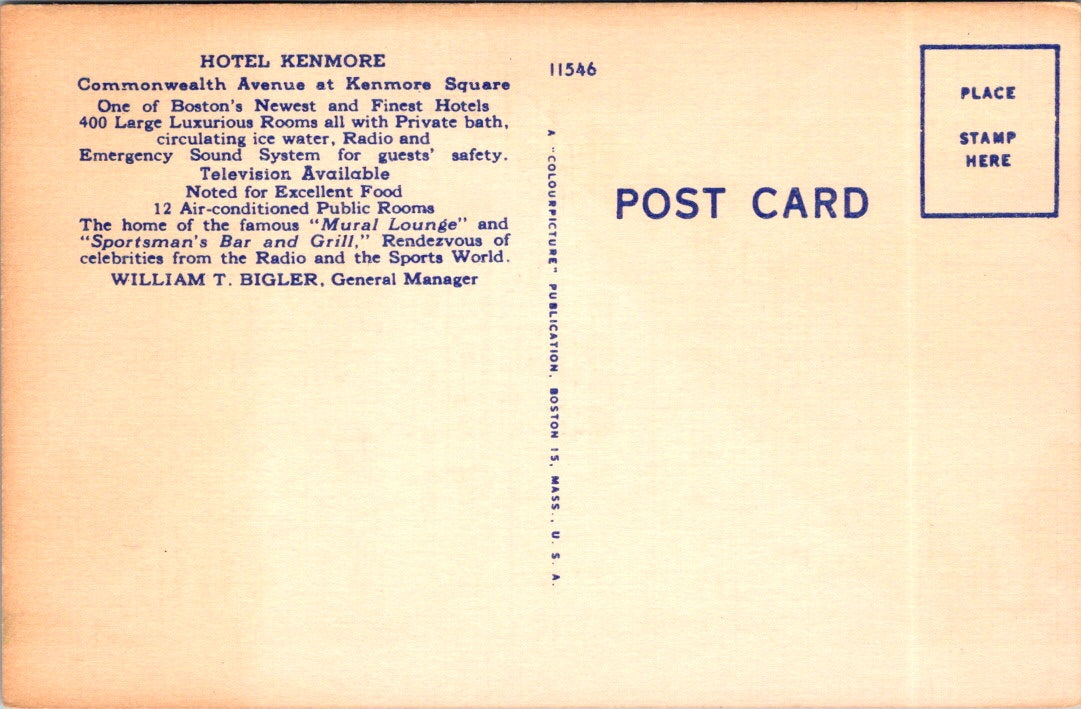 HOTEL KENMORE
Commonwealth Avenue at Kenmore Square
One of Boston's Newest and Finest Hotels
400 Large Luxurious Rooms all with Private bath,
circulating ice water, Radio and
Emergency Sound System for guests' safety.
Television Available
Noted for Excellent Food
12 Air-conditioned Public Rooms
The home of the famous "Mural Lounge" and
"Sportsman's Bar and Grill," Rendezvous of
celebrities from the Radio and the Sports World.
WILLIAM T. BIGLER, General Manager
11546
A "COLOURPICTURE" PUBLICATION, BOSTON 15, MASS., U. S. A.
POST CARD
PLACE
STAMP
HERE